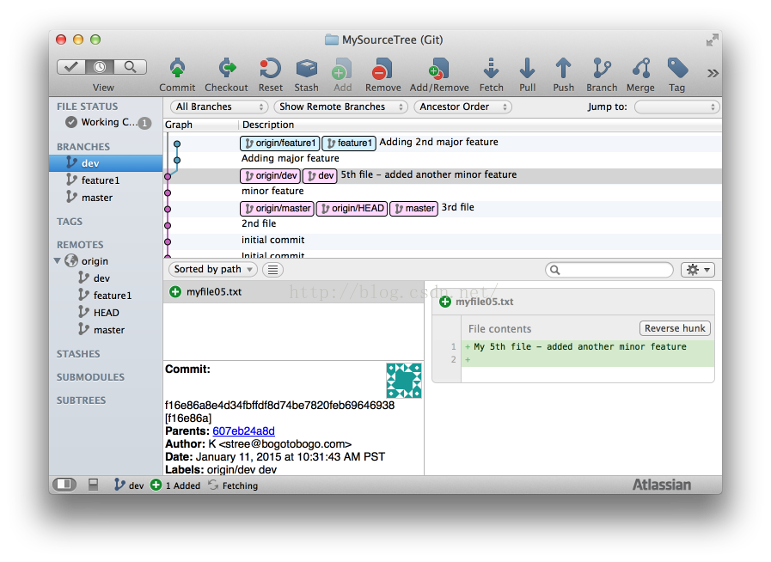 MySourceTree (Git)
View Commit Checkout Reset Stash Add Remove Add/Remove Fetch Pull Push Branch Merge Tag
FILE STATUS
Working C... 1
BRANCHES
dev
feature1
master
TAGS
REMOTES
origin
dev
feature1
HEAD
master
STASHES
SUBMODULES
SUBTREES
All Branches Show Remote Branches Ancestor Order Jump to:
Graph Description
origin/feature1 feature1 Adding 2nd major feature
Adding major feature
origin/dev dev 5th file - added another minor feature
minor feature
origin/master origin/HEAD master 3rd file
2nd file
initial commit
Initial commit
Sorted by path
myfile05.txt
http://blog.csdn.net/
myfile05.txt
File contents Reverse hunk
1 + My 5th file - added another minor feature
2 +
Commit:
f16e86a8e4d34fbffdf8d74be7820feb69646938
[f16e86a]
Parents: 607eb24a8d
Author: K <stree@bogotobogo.com>
Date: January 11, 2015 at 10:31:43 AM PST
Labels: origin/dev dev
dev 1 Added Fetching
Atlassian